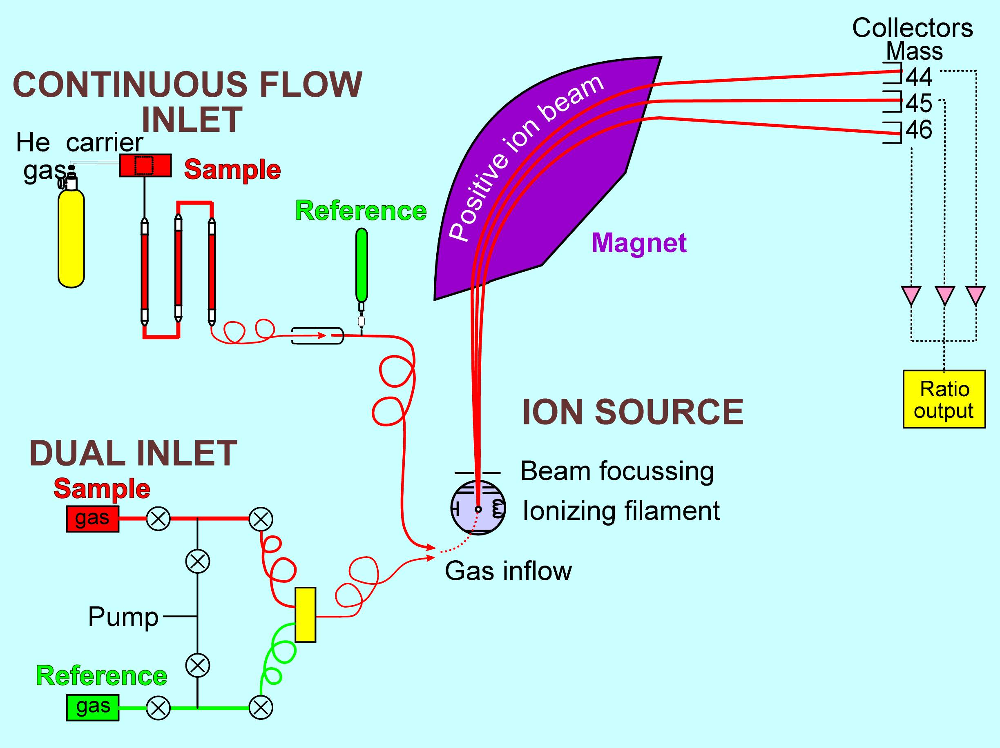 Collectors
Mass
44
45
46
CONTINUOUS FLOW
INLET
He carrier
gas
Sample
Reference
Positive ion beam
Magnet
Ratio
output
ION SOURCE
Beam focussing
Ionizing filament
Gas inflow
DUAL INLET
Sample
gas
Pump
Reference
gas